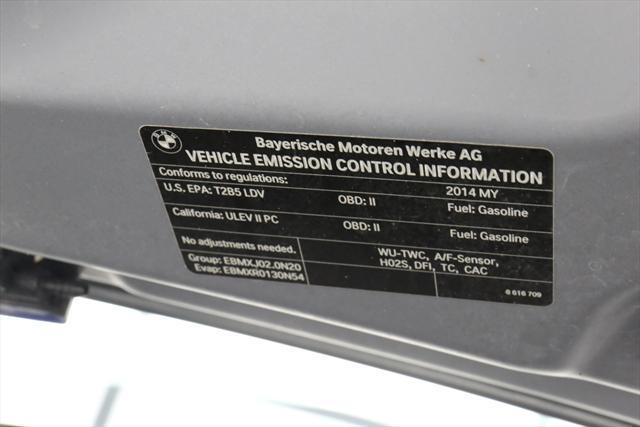 BMW
Bayerische Motoren Werke AG
VEHICLE EMISSION CONTROL INFORMATION
Conforms to regulations: 2014 MY
U.S. EPA: T2B5 LDV OBD: II Fuel: Gasoline
California: ULEV II PC OBD: II Fuel: Gasoline
No adjustments needed. WU-TWC, A/F-Sensor,
Group: EBMXJ02.0N20 H02S, DFI, TC, CAC
Evap: EBMXR0130N54
8 616 709